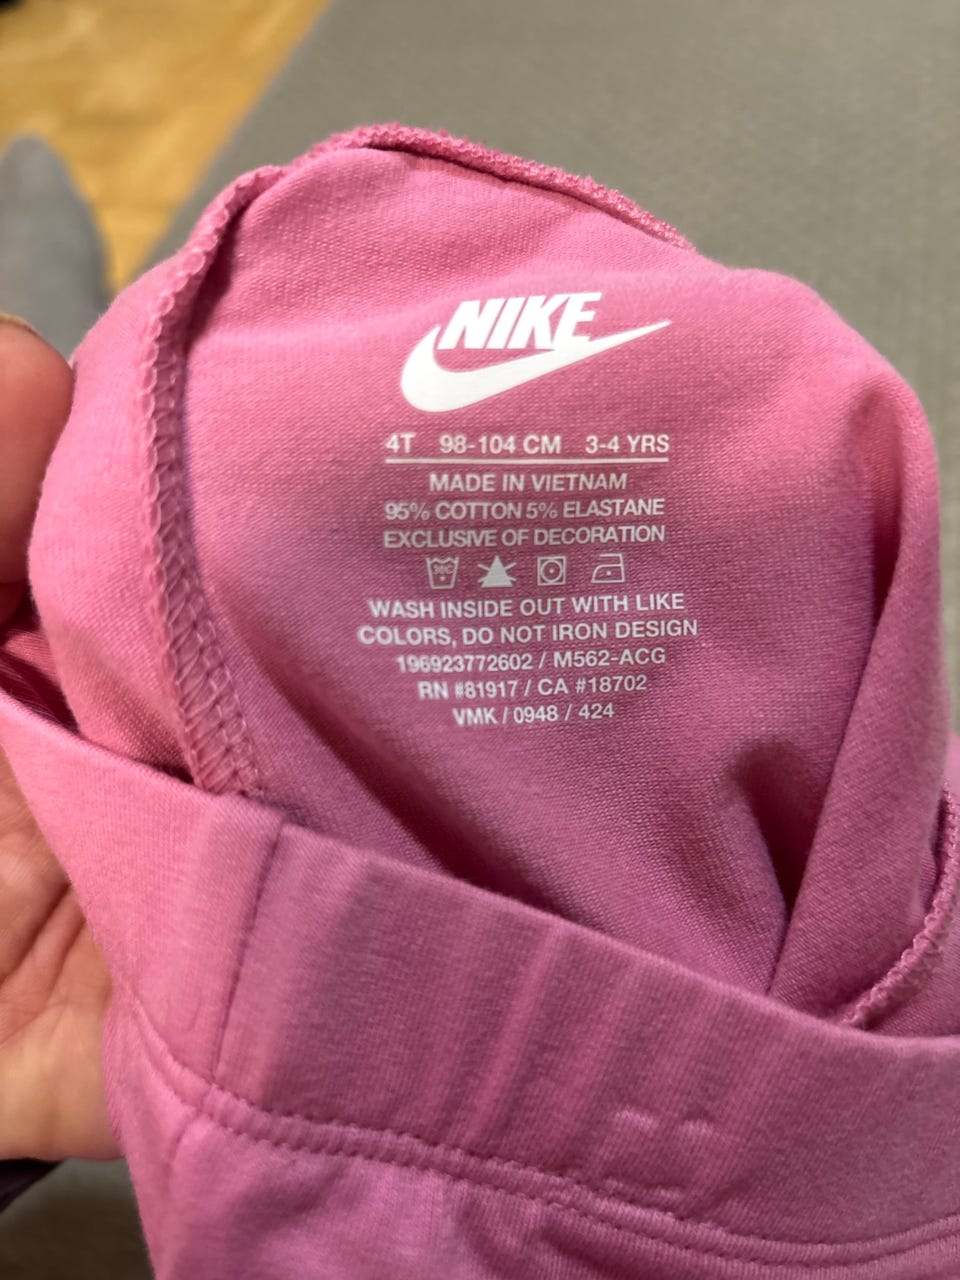 NIKE
4T 98-104 CM 3-4 YRS
MADE IN VIETNAM
95% COTTON 5% ELASTANE
EXCLUSIVE OF DECORATION
30C
WASH INSIDE OUT WITH LIKE
COLORS, DO NOT IRON DESIGN
196923772602 / M562-ACG
RN #81917 / CA #18702
VMK / 0948 / 424